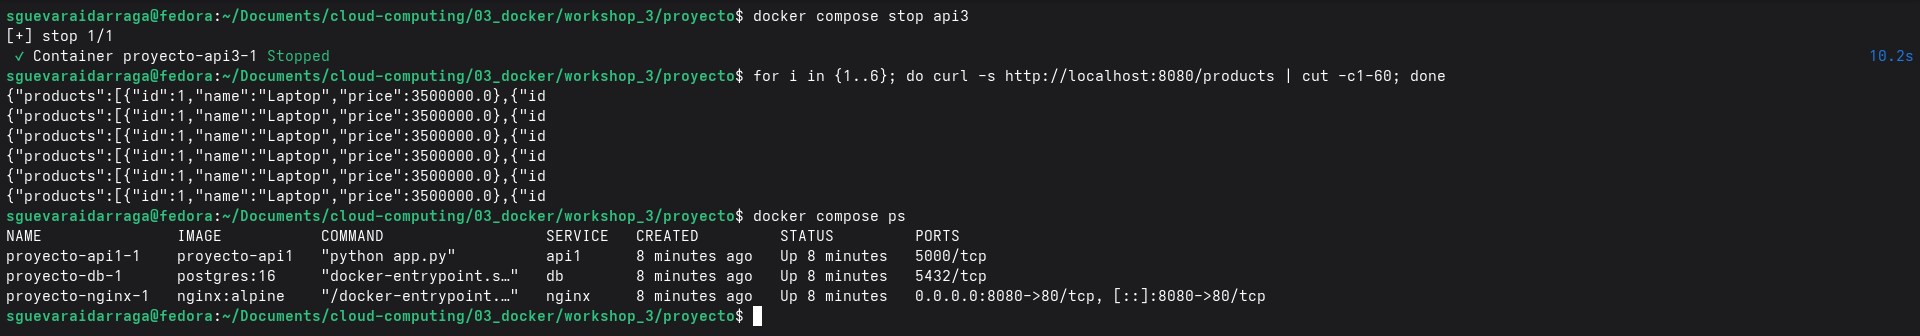 sguevaraidarraga@fedora:~/Documents/cloud-computing/03_docker/workshop_3/proyecto$ docker compose stop api3
[+] stop 1/1
✓ Container proyecto-api3-1 Stopped 10.2s
sguevaraidarraga@fedora:~/Documents/cloud-computing/03_docker/workshop_3/proyecto$ for i in {1..6}; do curl -s http://localhost:8080/products | cut -c1-60; done
{"products":[{"id":1,"name":"Laptop","price":3500000.0},{"id
{"products":[{"id":1,"name":"Laptop","price":3500000.0},{"id
{"products":[{"id":1,"name":"Laptop","price":3500000.0},{"id
{"products":[{"id":1,"name":"Laptop","price":3500000.0},{"id
{"products":[{"id":1,"name":"Laptop","price":3500000.0},{"id
{"products":[{"id":1,"name":"Laptop","price":3500000.0},{"id
sguevaraidarraga@fedora:~/Documents/cloud-computing/03_docker/workshop_3/proyecto$ docker compose ps
NAME IMAGE COMMAND SERVICE CREATED STATUS PORTS
proyecto-api1-1 proyecto-api1 "python app.py" api1 8 minutes ago Up 8 minutes 5000/tcp
proyecto-db-1 postgres:16 "docker-entrypoint.s…" db 8 minutes ago Up 8 minutes 5432/tcp
proyecto-nginx-1 nginx:alpine "/docker-entrypoint.…" nginx 8 minutes ago Up 8 minutes 0.0.0.0:8080->80/tcp, [::]:8080->80/tcp
sguevaraidarraga@fedora:~/Documents/cloud-computing/03_docker/workshop_3/proyecto$